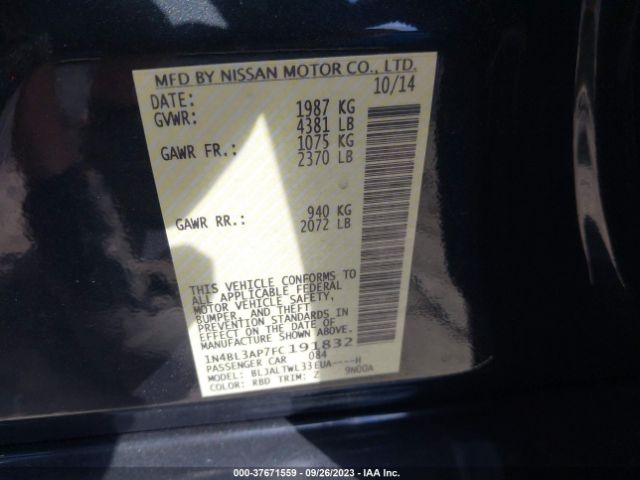 MFD BY NISSAN MOTOR CO., LTD.
DATE: 10/14
GVWR: 1987 KG
4381 LB
GAWR FR.: 1075 KG
2370 LB
GAWR RR.: 940 KG
2072 LB
THIS VEHICLE CONFORMS TO
ALL APPLICABLE FEDERAL
MOTOR VEHICLE SAFETY,
BUMPER, AND THEFT
PREVENTION STANDARDS IN
EFFECT ON THE DATE OF
MANUFACTURE SHOWN ABOVE.
1N4BL3AP7FC191832
PASSENGER CAR 084
MODEL: BLJALTWL33EUA----H
COLOR: RBD TRIM: Z 9N00A
000-37671559 - 09/26/2023 - IAA Inc.